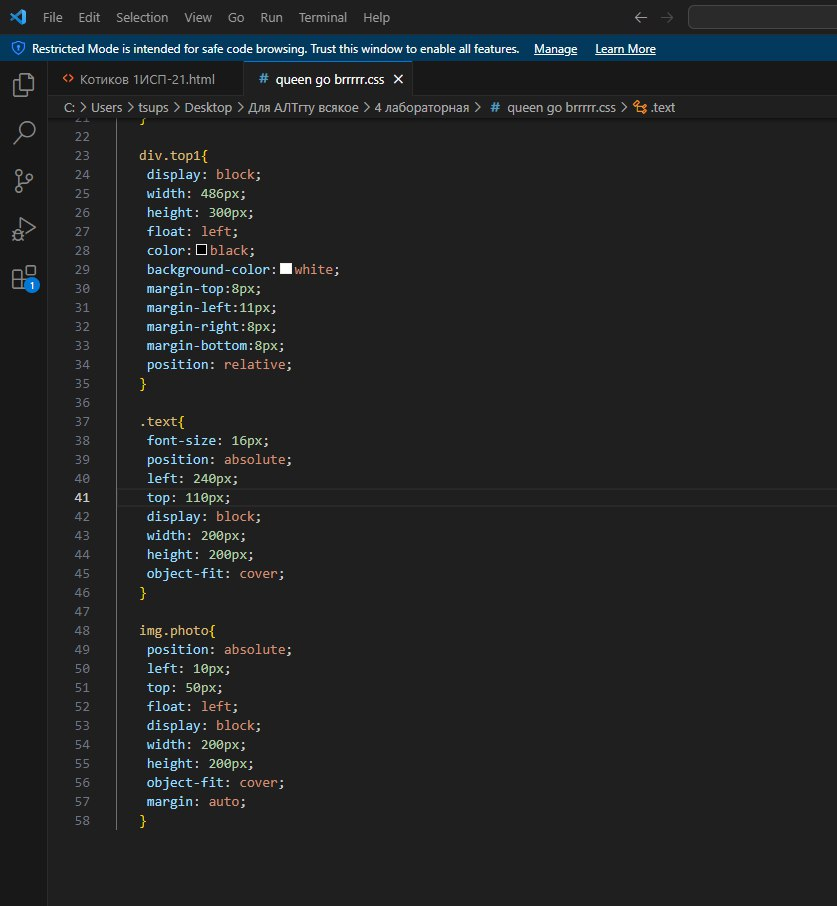 File Edit Selection View Go Run Terminal Help
Restricted Mode is intended for safe code browsing. Trust this window to enable all features. Manage Learn More
Котиков 1ИСП-21.html # queen go brrrrr.css
C: > Users > tsups > Desktop > Для АЛТгту всякое > 4 лабораторная > # queen go brrrrr.css > .text
21 }
22
23 div.top1{
24 display: block;
25 width: 486px;
26 height: 300px;
27 float: left;
28 color: black;
29 background-color: white;
30 margin-top:8px;
31 margin-left:11px;
32 margin-right:8px;
33 margin-bottom:8px;
34 position: relative;
35 }
36
37 .text{
38 font-size: 16px;
39 position: absolute;
40 left: 240px;
41 top: 110px;
42 display: block;
43 width: 200px;
44 height: 200px;
45 object-fit: cover;
46 }
47
48 img.photo{
49 position: absolute;
50 left: 10px;
51 top: 50px;
52 float: left;
53 display: block;
54 width: 200px;
55 height: 200px;
56 object-fit: cover;
57 margin: auto;
58 }
1